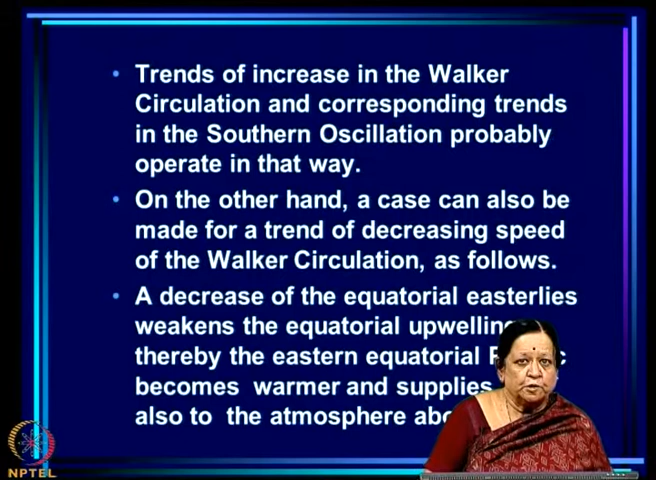 • Trends of increase in the Walker
Circulation and corresponding trends
in the Southern Oscillation probably
operate in that way.
• On the other hand, a case can also be
made for a trend of decreasing speed
of the Walker Circulation, as follows.
• A decrease of the equatorial easterlies
weakens the equatorial
thereby the eastern equatorial
becomes warmer and supplies
also to the atmosphere
NPTEL